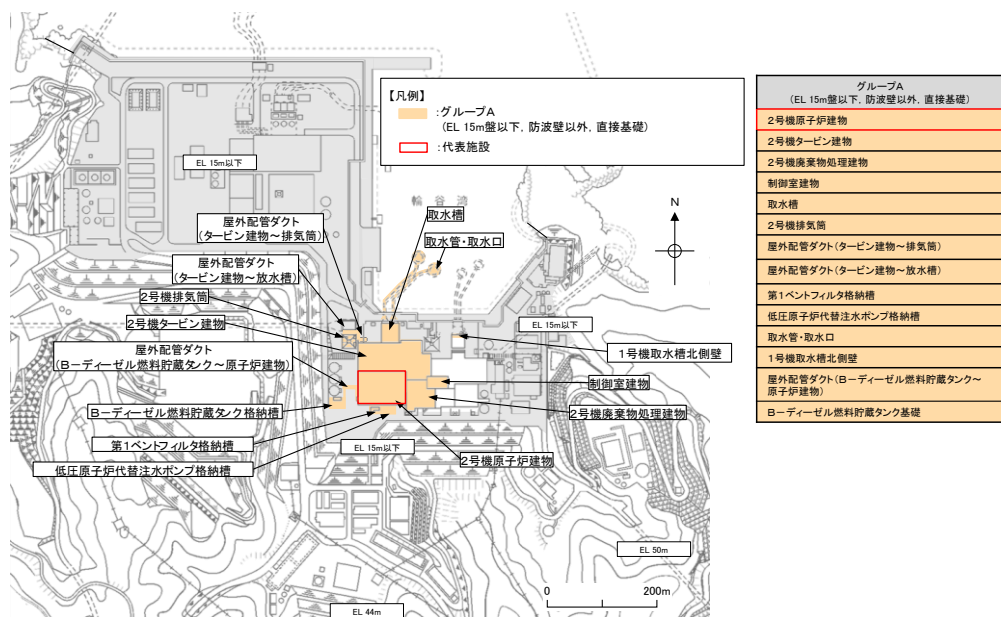 【凡例】
：グループA
(EL 15m盤以下，防波壁以外，直接基礎)
：代表施設
EL 15m以下
輪谷湾
N
取水槽
取水管・取水口
屋外配管ダクト
(タービン建物～排気筒)
屋外配管ダクト
(タービン建物～放水槽)
2号機排気筒
2号機タービン建物
屋外配管ダクト
(B－ディーゼル燃料貯蔵タンク～原子炉建物)
B－ディーゼル燃料貯蔵タンク格納槽
第1ベントフィルタ格納槽
低圧原子炉代替注水ポンプ格納槽
EL 15m以下
EL 15m以下
1号機取水槽北側壁
制御室建物
2号機廃棄物処理建物
2号機原子炉建物
EL 50m
EL 44m
0
200m
グループA
(EL 15m盤以下，防波壁以外，直接基礎)
2号機原子炉建物
2号機タービン建物
2号機廃棄物処理建物
制御室建物
取水槽
2号機排気筒
屋外配管ダクト(タービン建物～排気筒)
屋外配管ダクト(タービン建物～放水槽)
第1ベントフィルタ格納槽
低圧原子炉代替注水ポンプ格納槽
取水管・取水口
1号機取水槽北側壁
屋外配管ダクト(B－ディーゼル燃料貯蔵タンク～
原子炉建物)
B－ディーゼル燃料貯蔵タンク基礎